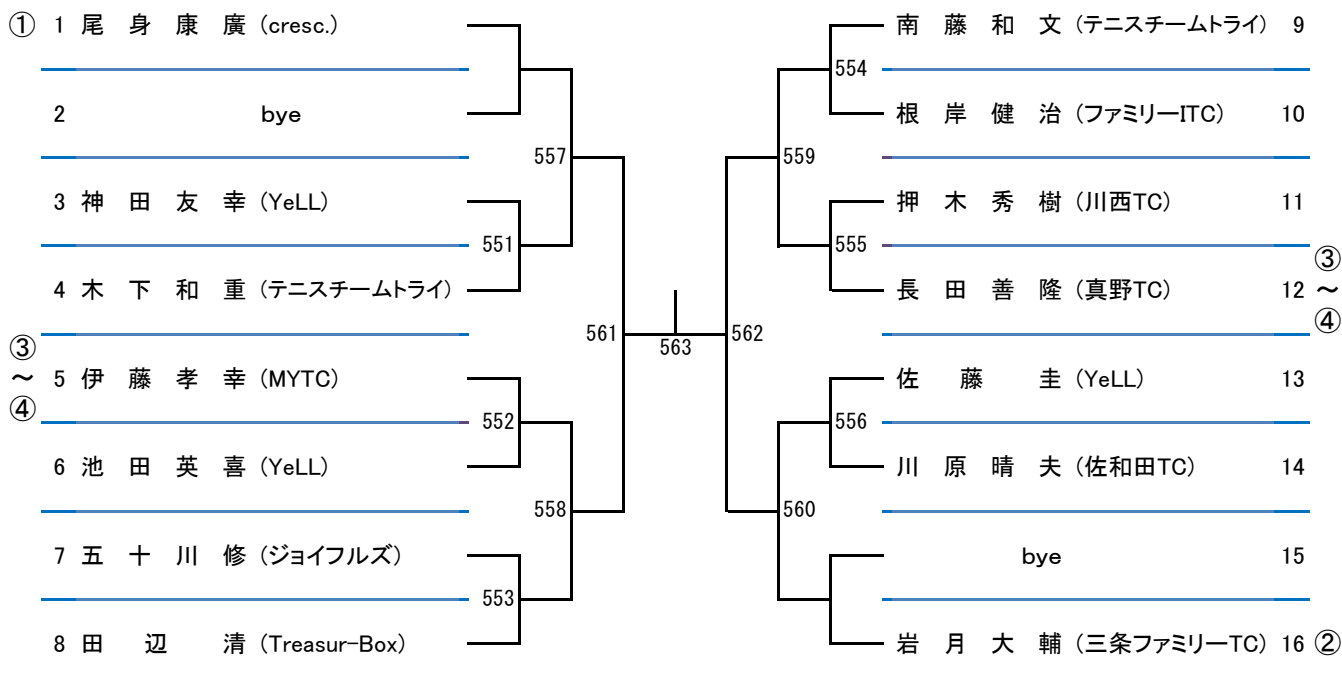 ① 1 尾 身 康 廣 (cresc.)
2 bye
557
3 神 田 友 幸 (YeLL)
551
4 木 下 和 重 (テニスチームトライ)
561
③
～
④
5 伊 藤 孝 幸 (MYTC)
552
6 池 田 英 喜 (YeLL)
558
7 五 十 川 修 (ジョイフルズ)
553
8 田 辺 清 (Treasur-Box)
563
南 藤 和 文 (テニスチームトライ) 9
554
根 岸 健 治 (ファミリーITC) 10
559
押 木 秀 樹 (川西TC) 11
555
長 田 善 隆 (真野TC) 12
③
～
④
562
佐 藤 圭 (YeLL) 13
556
川 原 晴 夫 (佐和田TC) 14
560
bye 15
岩 月 大 輔 (三条ファミリーTC) 16 ②